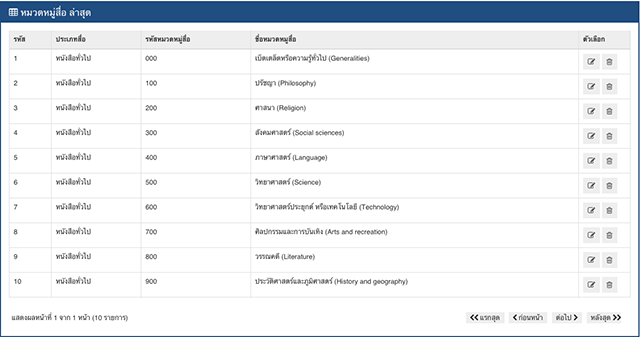 หมวดหมู่สื่อ ล่าสุด
รหัส ประเภทสื่อ รหัสหมวดหมู่สื่อ ชื่อหมวดหมู่สื่อ ตัวเลือก
1 หนังสือทั่วไป 000 เบ็ดเตล็ดหรือความรู้ทั่วไป (Generalities)
2 หนังสือทั่วไป 100 ปรัชญา (Philosophy)
3 หนังสือทั่วไป 200 ศาสนา (Religion)
4 หนังสือทั่วไป 300 สังคมศาสตร์ (Social sciences)
5 หนังสือทั่วไป 400 ภาษาศาสตร์ (Language)
6 หนังสือทั่วไป 500 วิทยาศาสตร์ (Science)
7 หนังสือทั่วไป 600 วิทยาศาสตร์ประยุกต์ หรือเทคโนโลยี (Technology)
8 หนังสือทั่วไป 700 ศิลปกรรมและการบันเทิง (Arts and recreation)
9 หนังสือทั่วไป 800 วรรณคดี (Literature)
10 หนังสือทั่วไป 900 ประวัติศาสตร์และภูมิศาสตร์ (History and geography)
แสดงผลหน้าที่ 1 จาก 1 หน้า (10 รายการ) แรกสุด ก่อนหน้า ต่อไป หลังสุด